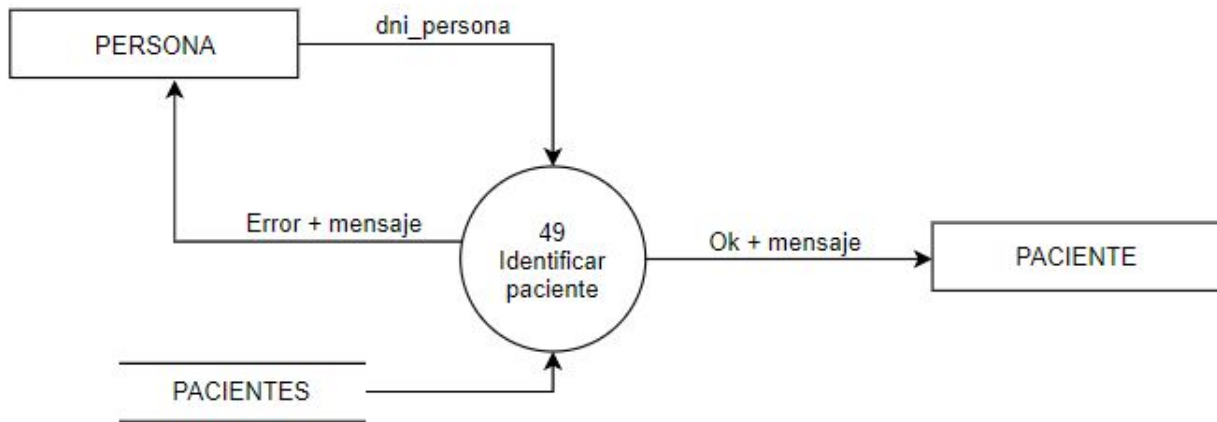 dni_persona
PERSONA
Error + mensaje
49
Identificar
paciente
Ok + mensaje
PACIENTE
PACIENTES